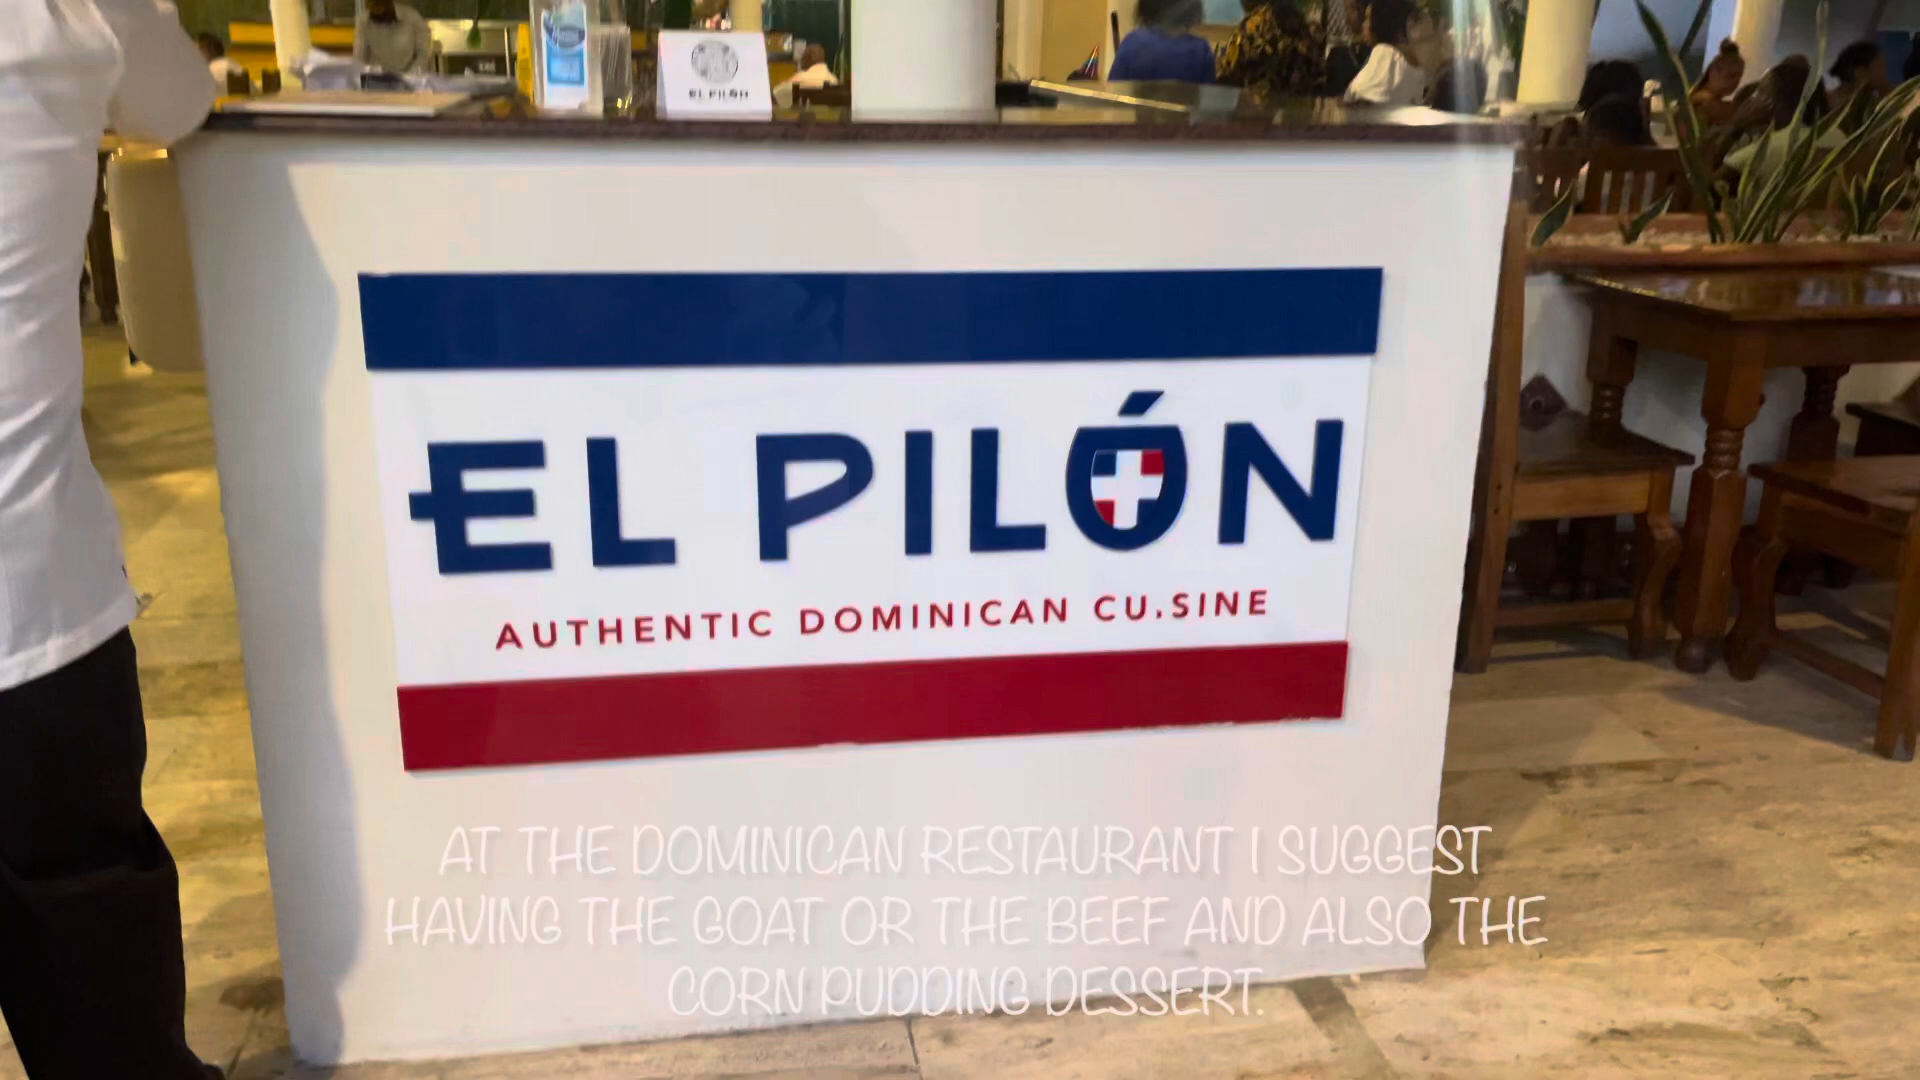 EL PILÓN
EL PILÓN
AUTHENTIC DOMINICAN CU.SINE
AT THE DOMINICAN RESTAURANT I SUGGEST
HAVING THE GOAT OR THE BEEF AND ALSO THE
CORN PUDDING DESSERT.